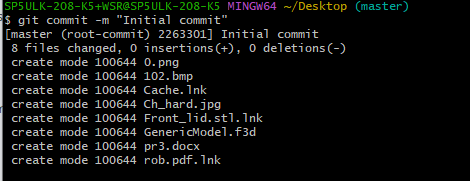 SP5ULK-208-K5+WSR@SP5ULK-208-K5 MINGW64 ~/Desktop (master)
$ git commit -m "Initial commit"
[master (root-commit) 2263301] Initial commit
 8 files changed, 0 insertions(+), 0 deletions(-)
 create mode 100644 0.png
 create mode 100644 102.bmp
 create mode 100644 Cache.lnk
 create mode 100644 Ch_hard.jpg
 create mode 100644 Front_lid.stl.lnk
 create mode 100644 GenericModel.f3d
 create mode 100644 pr3.docx
 create mode 100644 rob.pdf.lnk